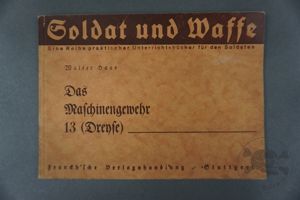 Soldat und Waffe
Eine Reihe praktischer Unterrichtsbücher für den Soldaten
Walter
Das
Maschinengewehr
13 (Dreyse)
Franckh'sche Verlagshandlung – Stuttgart